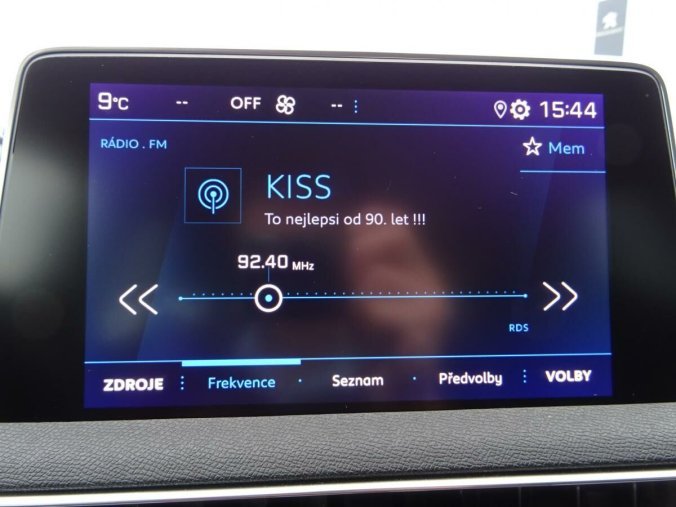 9°C -- OFF -- 15:44
RÁDIO . FM
Mem
KISS
To nejlepsi od 90. let !!!
92.40 MHz
RDS
ZDROJE Frekvence Seznam Předvolby VOLBY